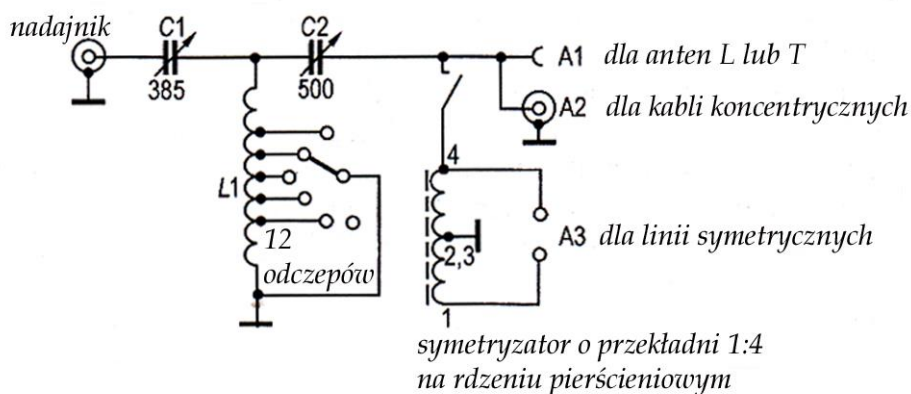 nadajnik
C1
C2
385
500
A1 dla anten L lub T
A2 dla kabli koncentrycznych
4
L1
A3 dla linii symetrycznych
12
odczepów
2,3
1
symetryzator o przekładni 1:4
na rdzeniu pierścieniowym